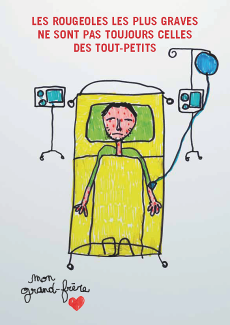 LES ROUGEOLES LES PLUS GRAVES
NE SONT PAS TOUJOURS CELLES
DES TOUT-PETITS
mon
grand-frère